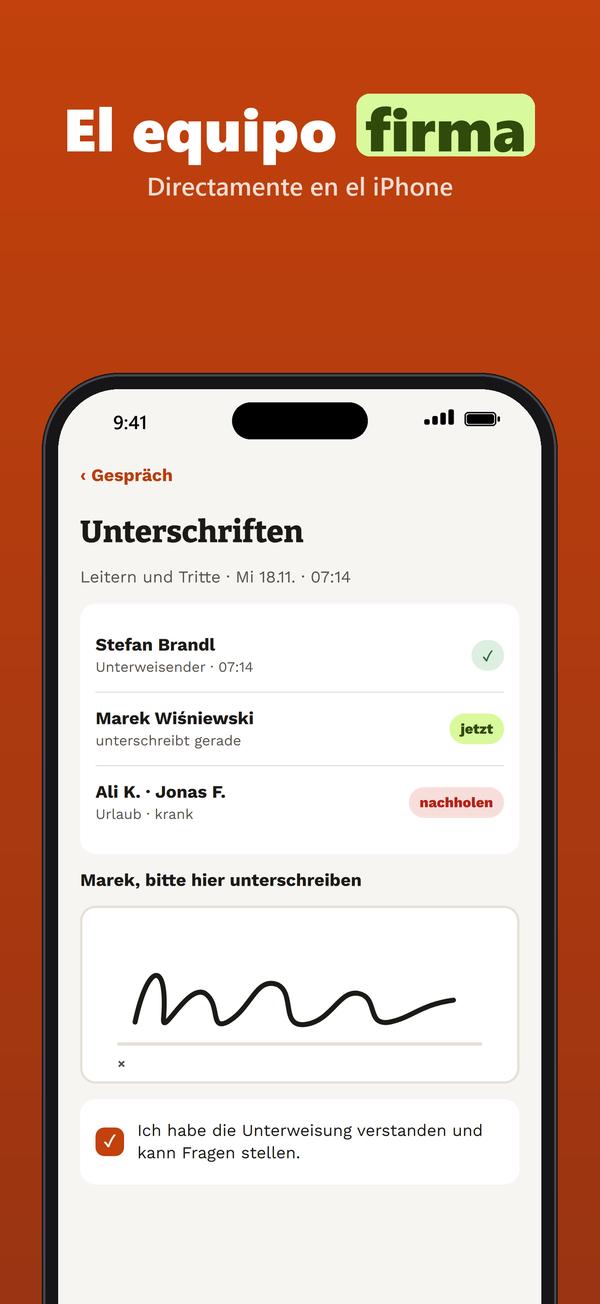 El equipo firma
Directamente en el iPhone
9:41
‹ Gespräch
Unterschriften
Leitern und Tritte · Mi 18.11. · 07:14
Stefan Brandl
Unterweisender · 07:14
✓
Marek Wiśniewski
unterschreibt gerade
jetzt
Ali K. · Jonas F.
Urlaub · krank
nachholen
Marek, bitte hier unterschreiben
×
✓
Ich habe die Unterweisung verstanden und
kann Fragen stellen.